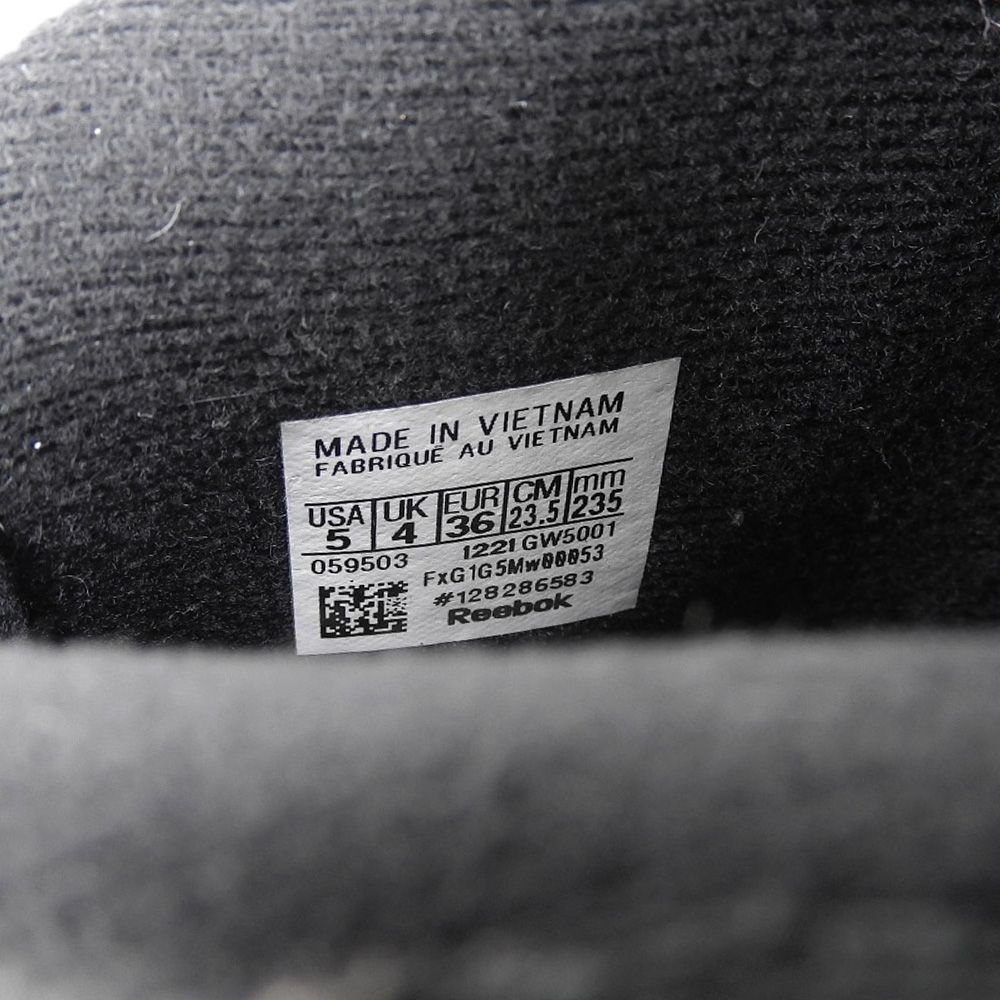 MADE IN VIETNAM
FABRIQUÉ AU VIETNAM
USA UK EUR CM mm
5 4 36 23.5 235
059503 1221 GW5001
FxG1G5Mw00053
#128286583
Reebok